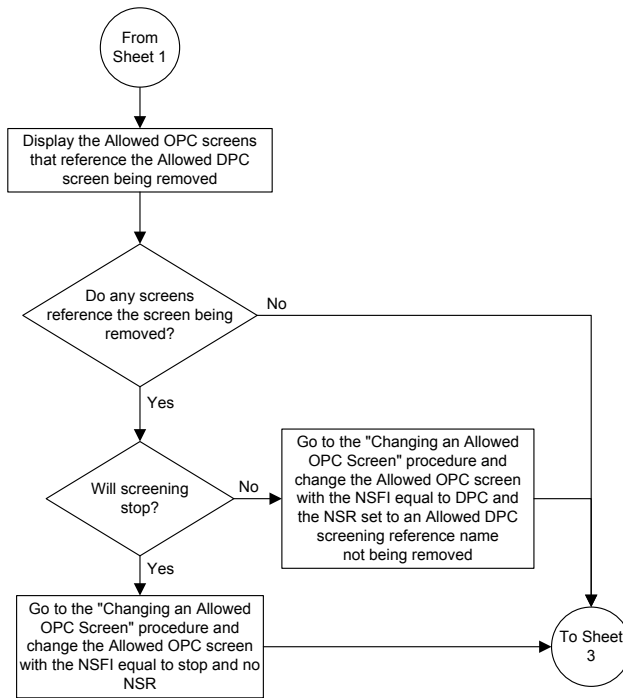 From
Sheet 1
Display the Allowed OPC screens
that reference the Allowed DPC
screen being removed
Do any screens
reference the screen being
removed?
No
Yes
Will screening
stop?
No
Go to the "Changing an Allowed
OPC Screen" procedure and
change the Allowed OPC screen
with the NSFI equal to DPC and
the NSR set to an Allowed DPC
screening reference name
not being removed
Yes
Go to the "Changing an Allowed
OPC Screen" procedure and
change the Allowed OPC screen
with the NSFI equal to stop and no
NSR
To Sheet
3